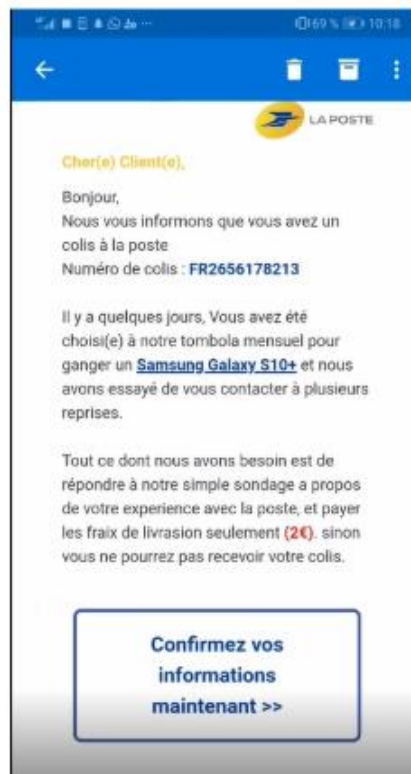 69 % 10:18
LA POSTE
Cher(e) Client(e),
Bonjour,
Nous vous informons que vous avez un
colis à la poste
Numéro de colis : FR2656178213
Il y a quelques jours, Vous avez été
choisi(e) à notre tombola mensuel pour
ganger un Samsung Galaxy S10+ et nous
avons essayé de vous contacter à plusieurs
reprises.
Tout ce dont nous avons besoin est de
répondre à notre simple sondage a propos
de votre experience avec la poste, et payer
les fraix de livrasion seulement (2€). sinon
vous ne pourrez pas recevoir votre colis.
Confirmez vos
informations
maintenant >>